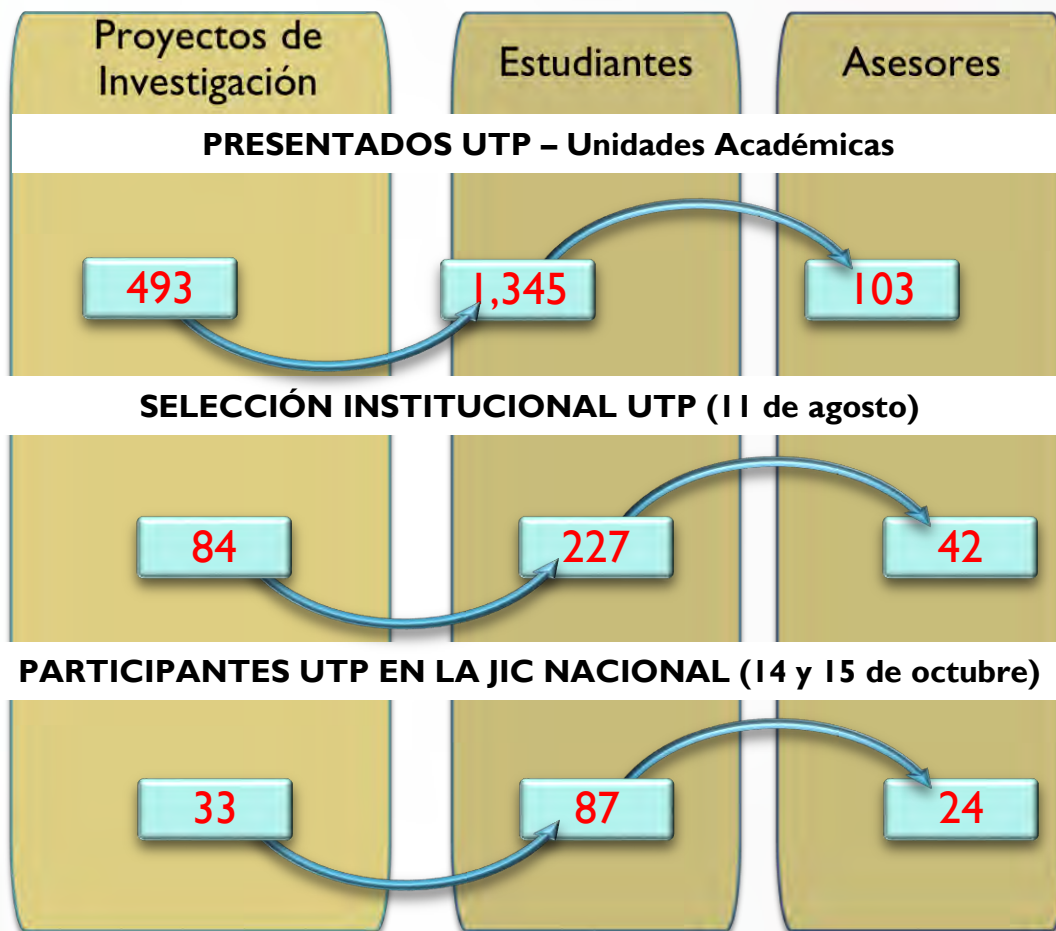 Proyectos de
Investigación
Estudiantes
Asesores
PRESENTADOS UTP – Unidades Académicas
493
1,345
103
SELECCIÓN INSTITUCIONAL UTP (11 de agosto)
84
227
42
PARTICIPANTES UTP EN LA JIC NACIONAL (14 y 15 de octubre)
33
87
24